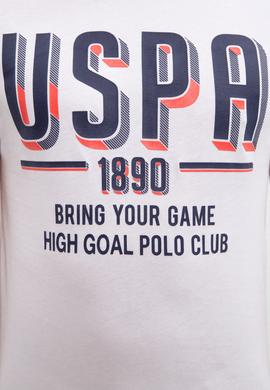 USPA
1890
BRING YOUR GAME
HIGH GOAL POLO CLUB